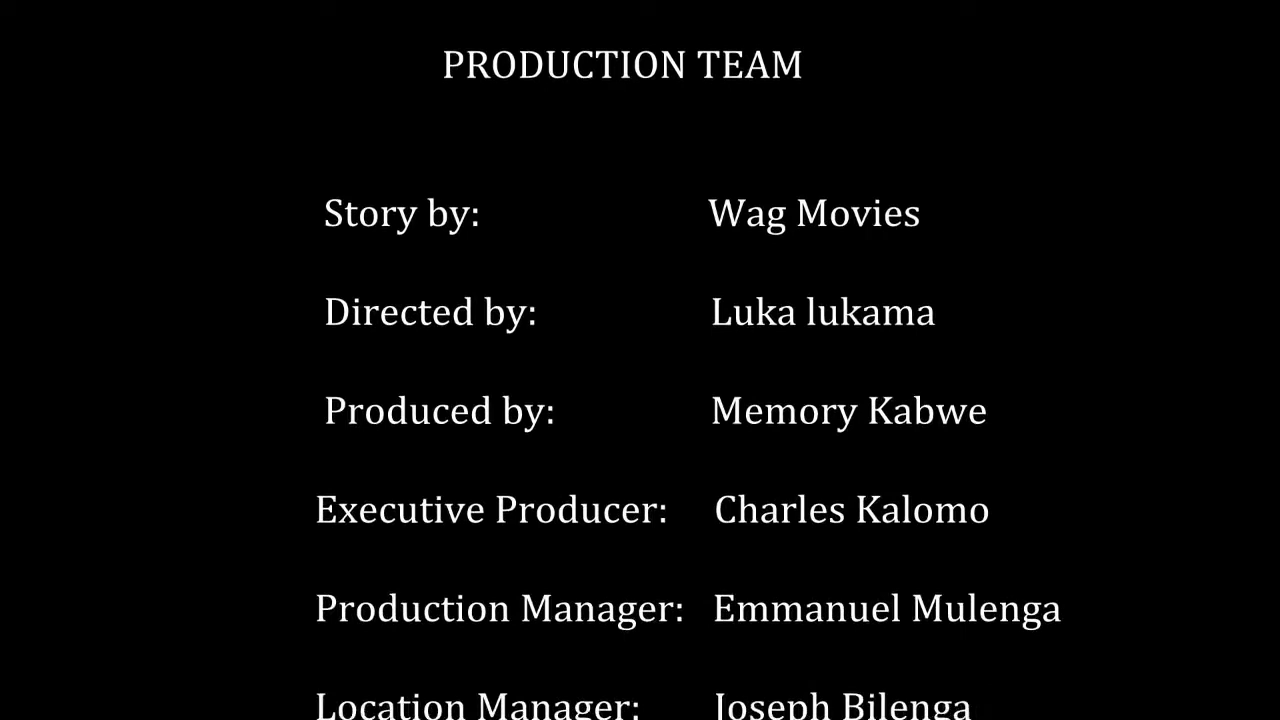 PRODUCTION TEAM
Story by: Wag Movies
Directed by: Luka lukama
Produced by: Memory Kabwe
Executive Producer: Charles Kalomo
Production Manager: Emmanuel Mulenga
Location Manager: Joseph Bilenga